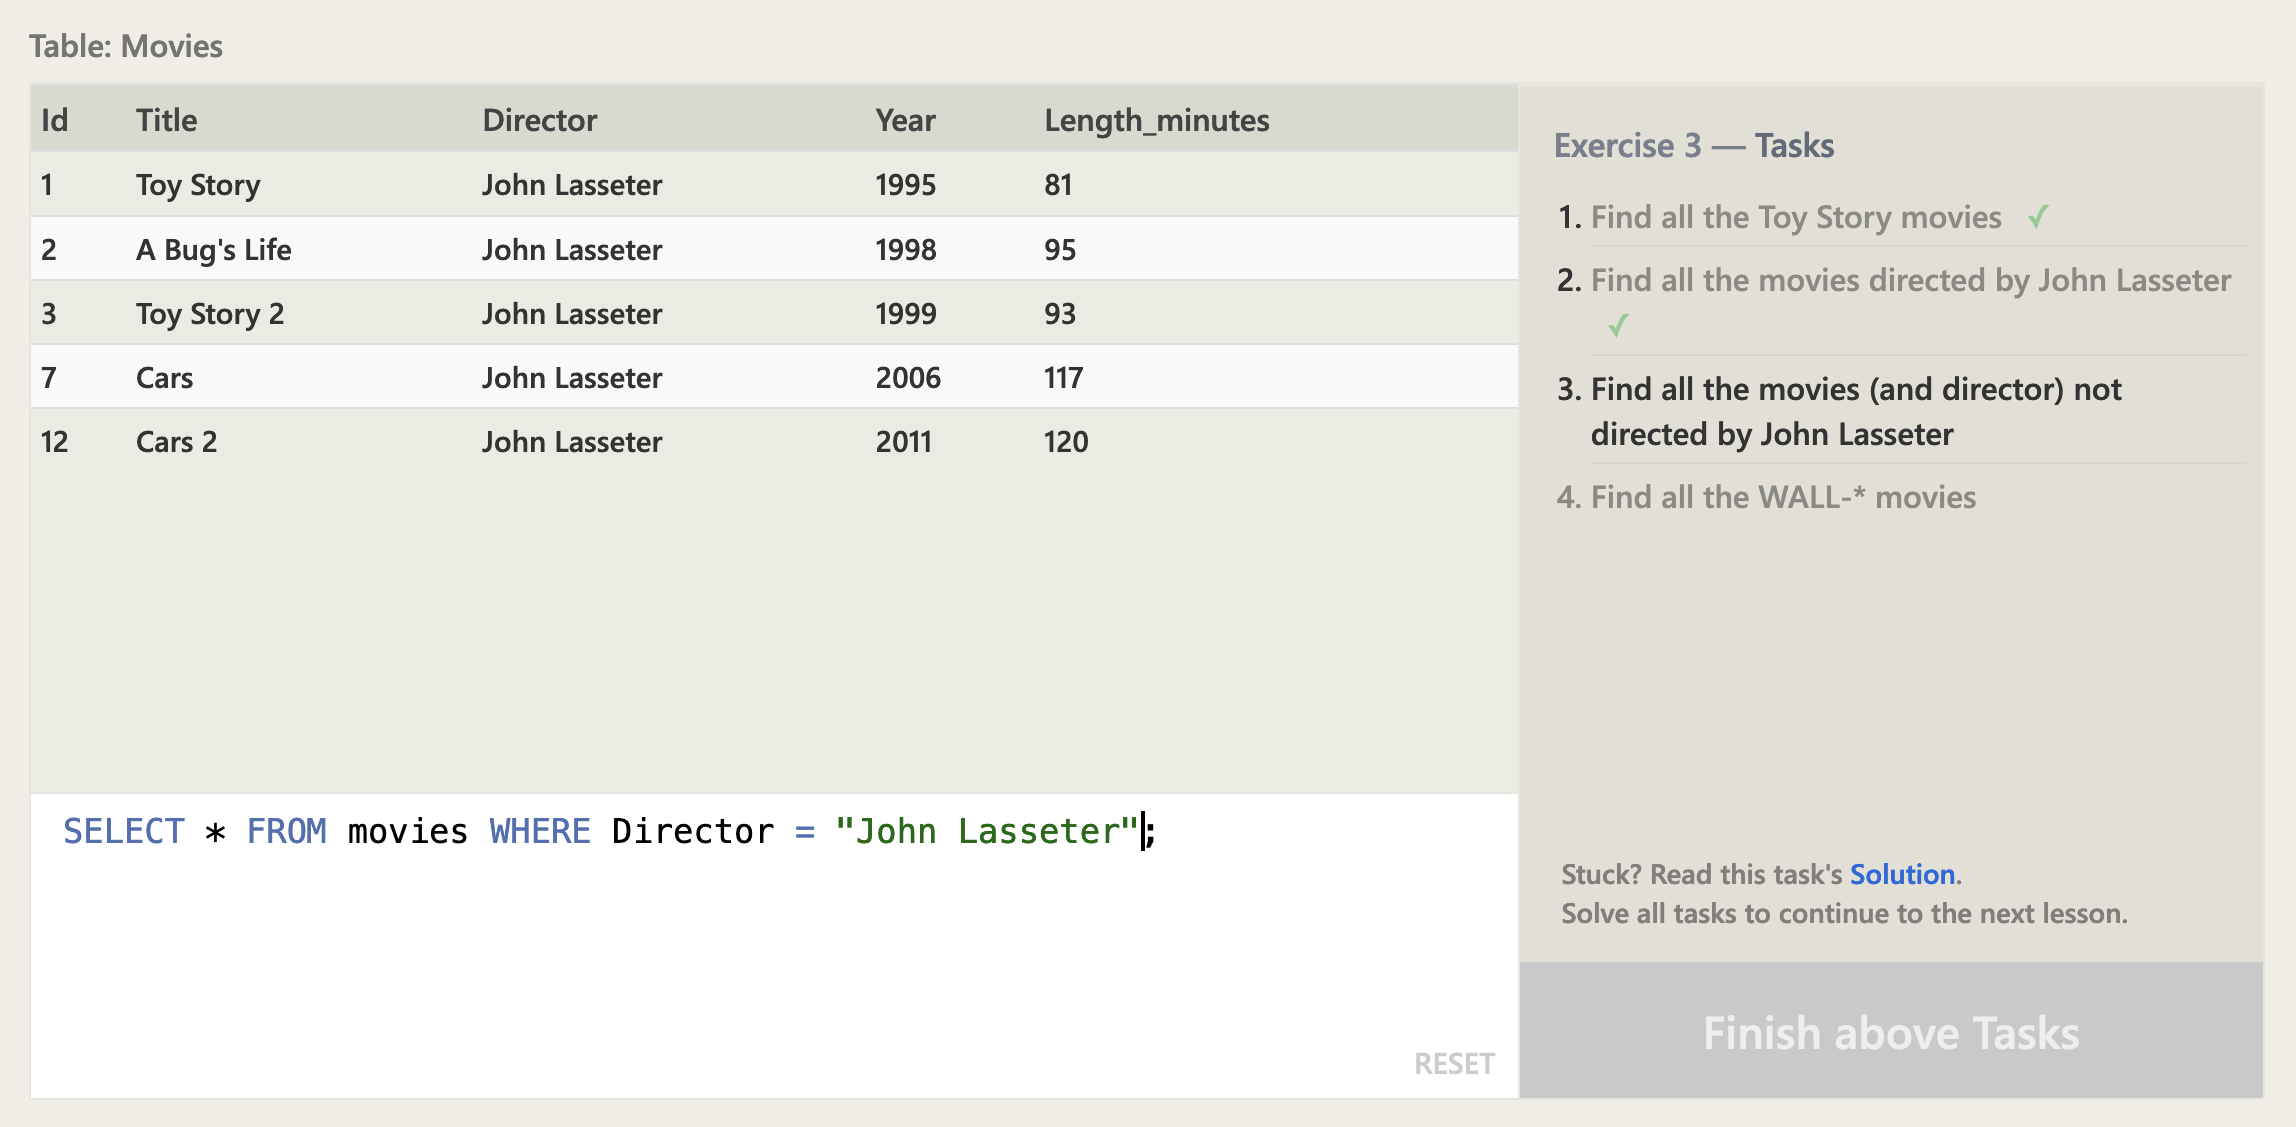 Table: Movies
Id Title Director Year Length_minutes
1 Toy Story John Lasseter 1995 81
2 A Bug's Life John Lasseter 1998 95
3 Toy Story 2 John Lasseter 1999 93
7 Cars John Lasseter 2006 117
12 Cars 2 John Lasseter 2011 120
SELECT * FROM movies WHERE Director = "John Lasseter";
RESET
Exercise 3 — Tasks
1. Find all the Toy Story movies ✓
2. Find all the movies directed by John Lasseter
✓
3. Find all the movies (and director) not
directed by John Lasseter
4. Find all the WALL-* movies
Stuck? Read this task's Solution.
Solve all tasks to continue to the next lesson.
Finish above Tasks